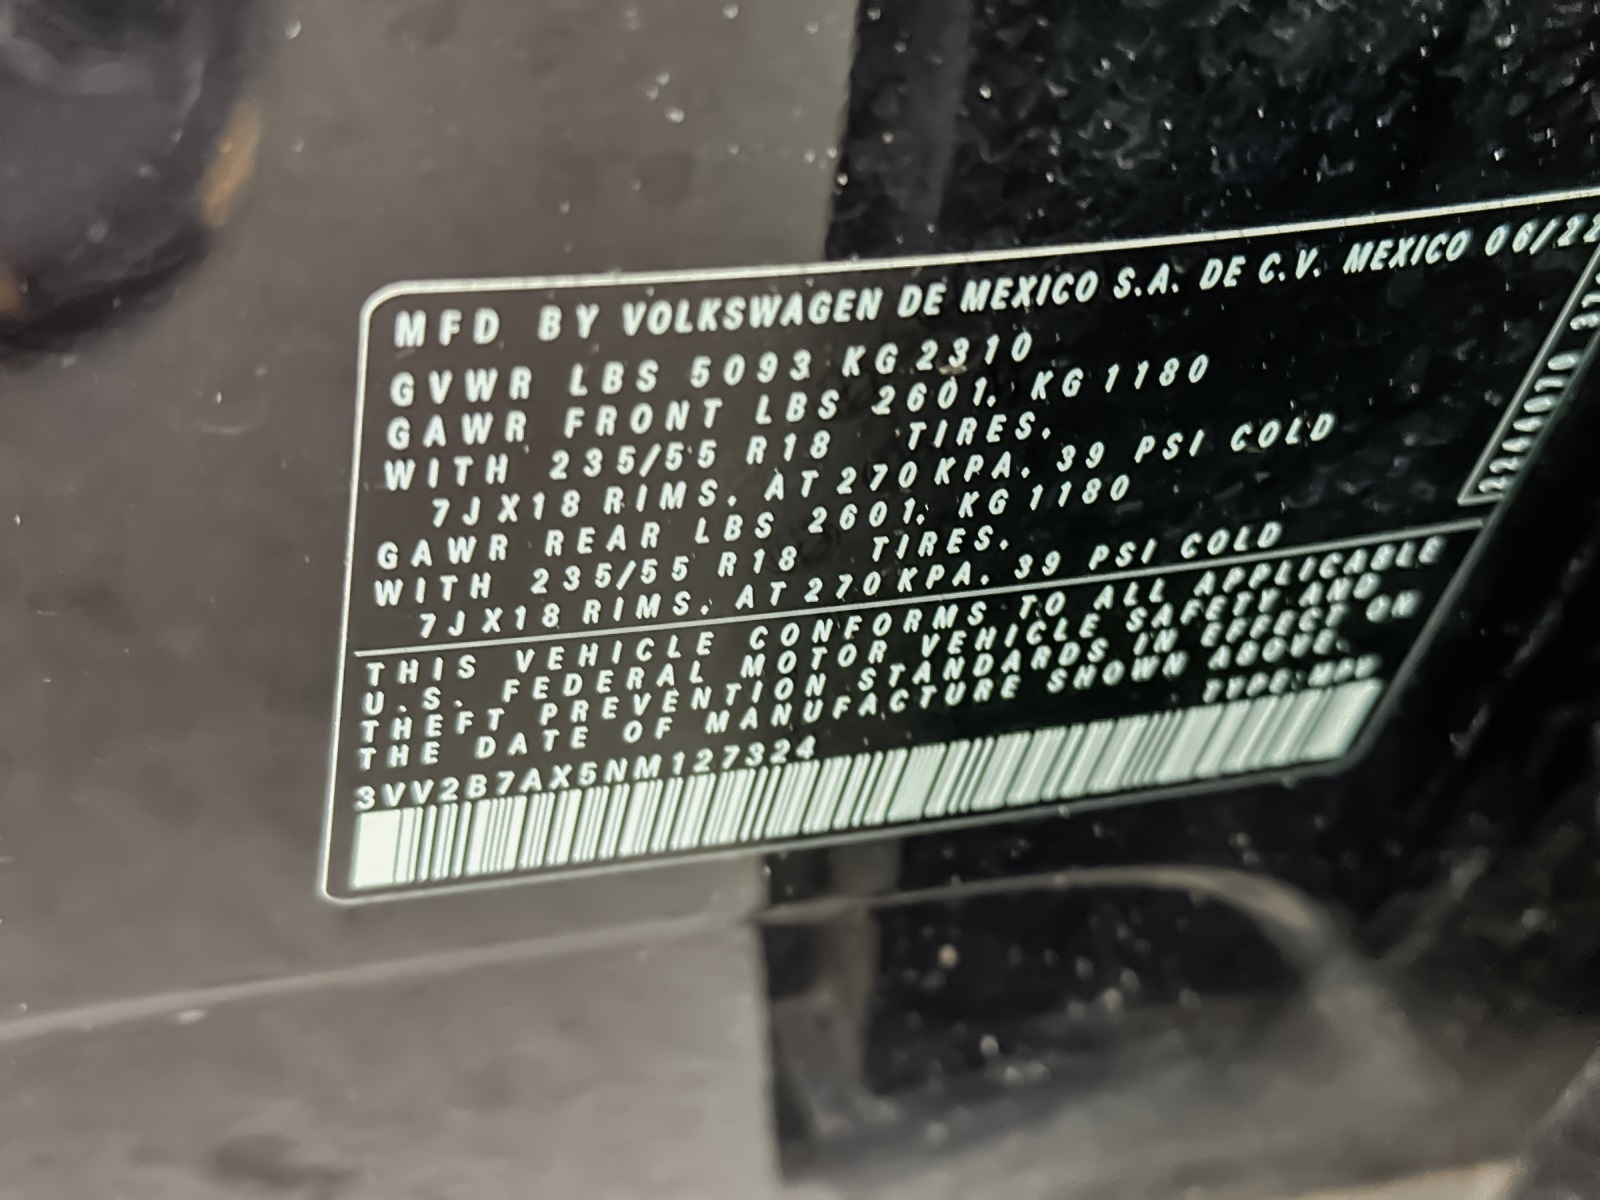 MFD BY VOLKSWAGEN DE MEXICO S.A. DE C.V. MEXICO 06/22
GVWR LBS 5093 KG 2310
GAWR FRONT LBS 2601. KG 1180
WITH 235/55 R18 TIRES.
7JX18 RIMS. AT 270 KPA. 39 PSI COLD
GAWR REAR LBS 2601. KG 1180
WITH 235/55 R18 TIRES.
7JX18 RIMS. AT 270 KPA. 39 PSI COLD
THIS VEHICLE CONFORMS TO ALL APPLICABLE
U.S. FEDERAL MOTOR VEHICLE SAFETY AND
THEFT PREVENTION STANDARDS IN EFFECT ON
THE DATE OF MANUFACTURE SHOWN ABOVE.
3VV2B7AX5NM127324 TYPE: MPV